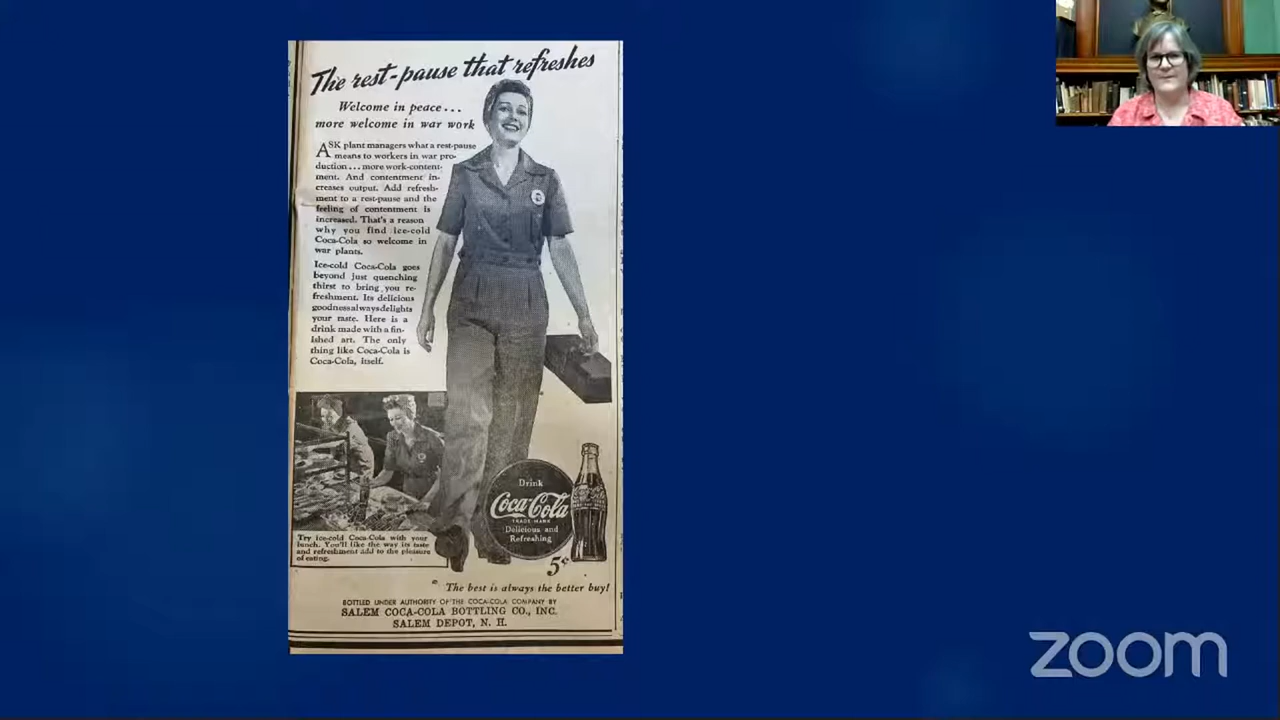 The rest-pause that refreshes
Welcome in peace...
more welcome in war work
ASK plant managers what a rest-pause
means to workers in war pro-
duction...more work-content-
ment. And contentment in-
creases output. Add refresh-
ment to a rest-pause and the
feeling of contentment is
increased. That's a reason
why you find ice-cold
Coca-Cola so welcome in
war plants.
Ice-cold Coca-Cola goes
beyond just quenching
thirst to bring you re-
freshment. Its delicious
goodness always delights
your taste. Here is a
drink made with a fin-
ished art. The only
thing like Coca-Cola is
Coca-Cola, itself.
Drink
Coca-Cola
TRADE-MARK
Delicious and
Refreshing
5¢
Try ice-cold Coca-Cola with your
lunch. You'll like the way its taste
and refreshment add to the pleasure
of eating.
The best is always the better buy!
BOTTLED UNDER AUTHORITY OF THE COCA-COLA COMPANY BY
SALEM COCA-COLA BOTTLING CO., INC.
SALEM DEPOT, N. H.
zoom